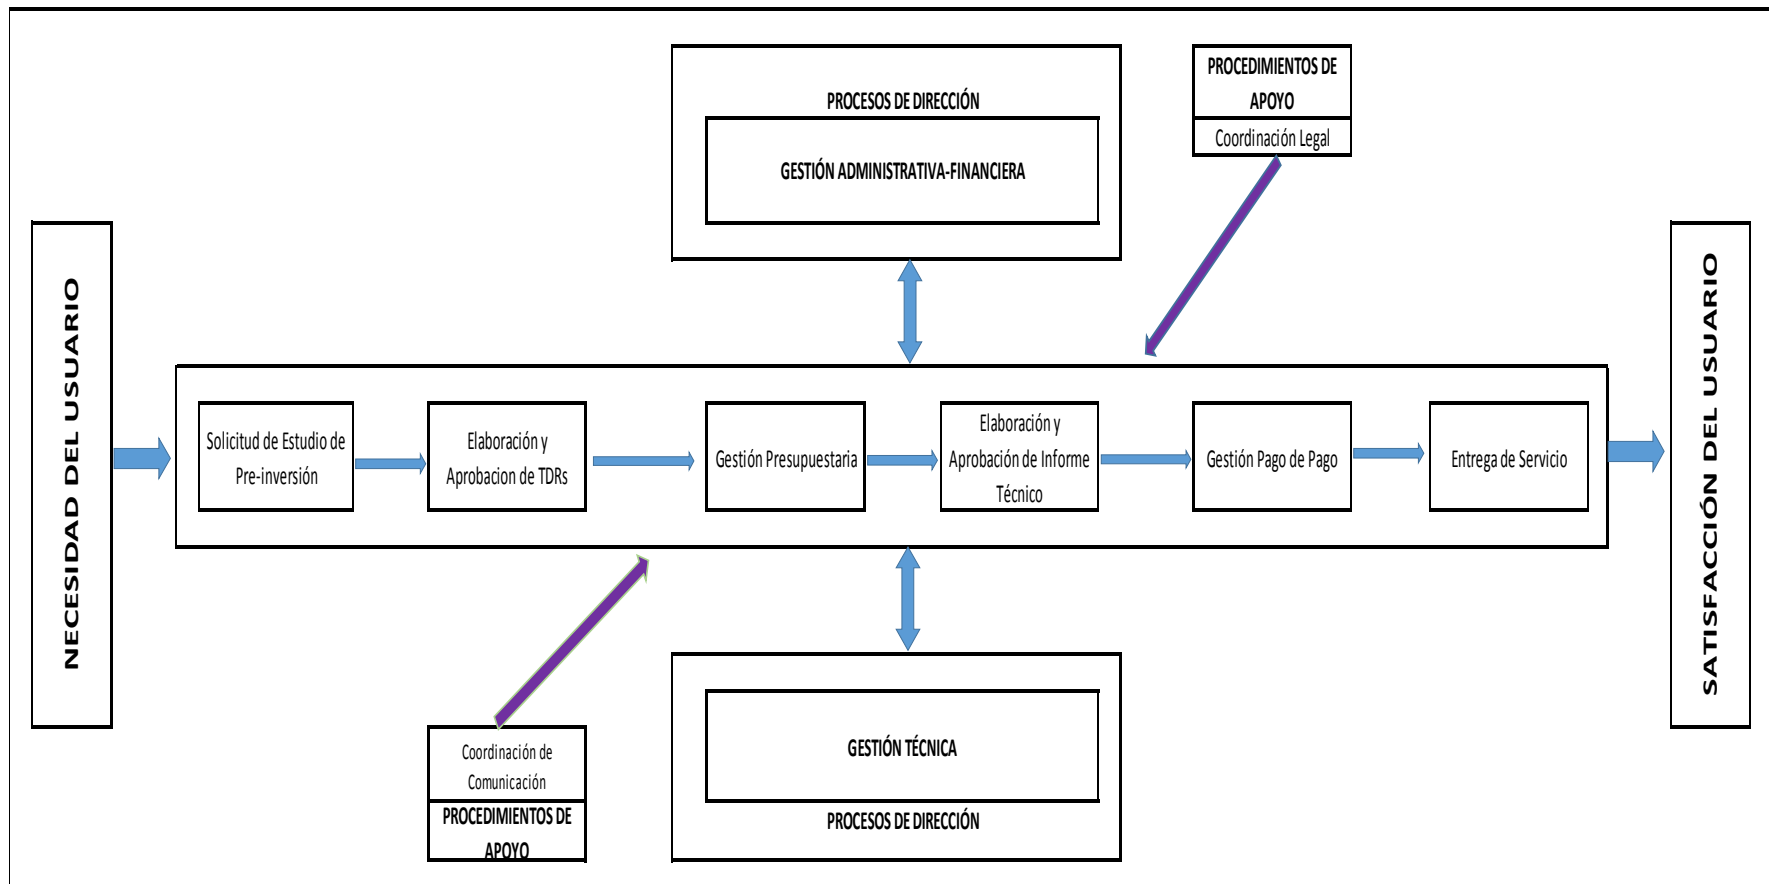 PROCESOS DE DIRECCIÓN
GESTIÓN ADMINISTRATIVA-FINANCIERA
PROCEDIMIENTOS DE
APOYO
Coordinación Legal
NECESIDAD DEL USUARIO
Solicitud de Estudio de
Pre-inversión
Elaboración y
Aprobacion de TDRs
Gestión Presupuestaria
Elaboración y
Aprobación de Informe
Técnico
Gestión Pago de Pago
Entrega de Servicio
SATISFACCIÓN DEL USUARIO
Coordinación de
Comunicación
PROCEDIMIENTOS DE
APOYO
GESTIÓN TÉCNICA
PROCESOS DE DIRECCIÓN